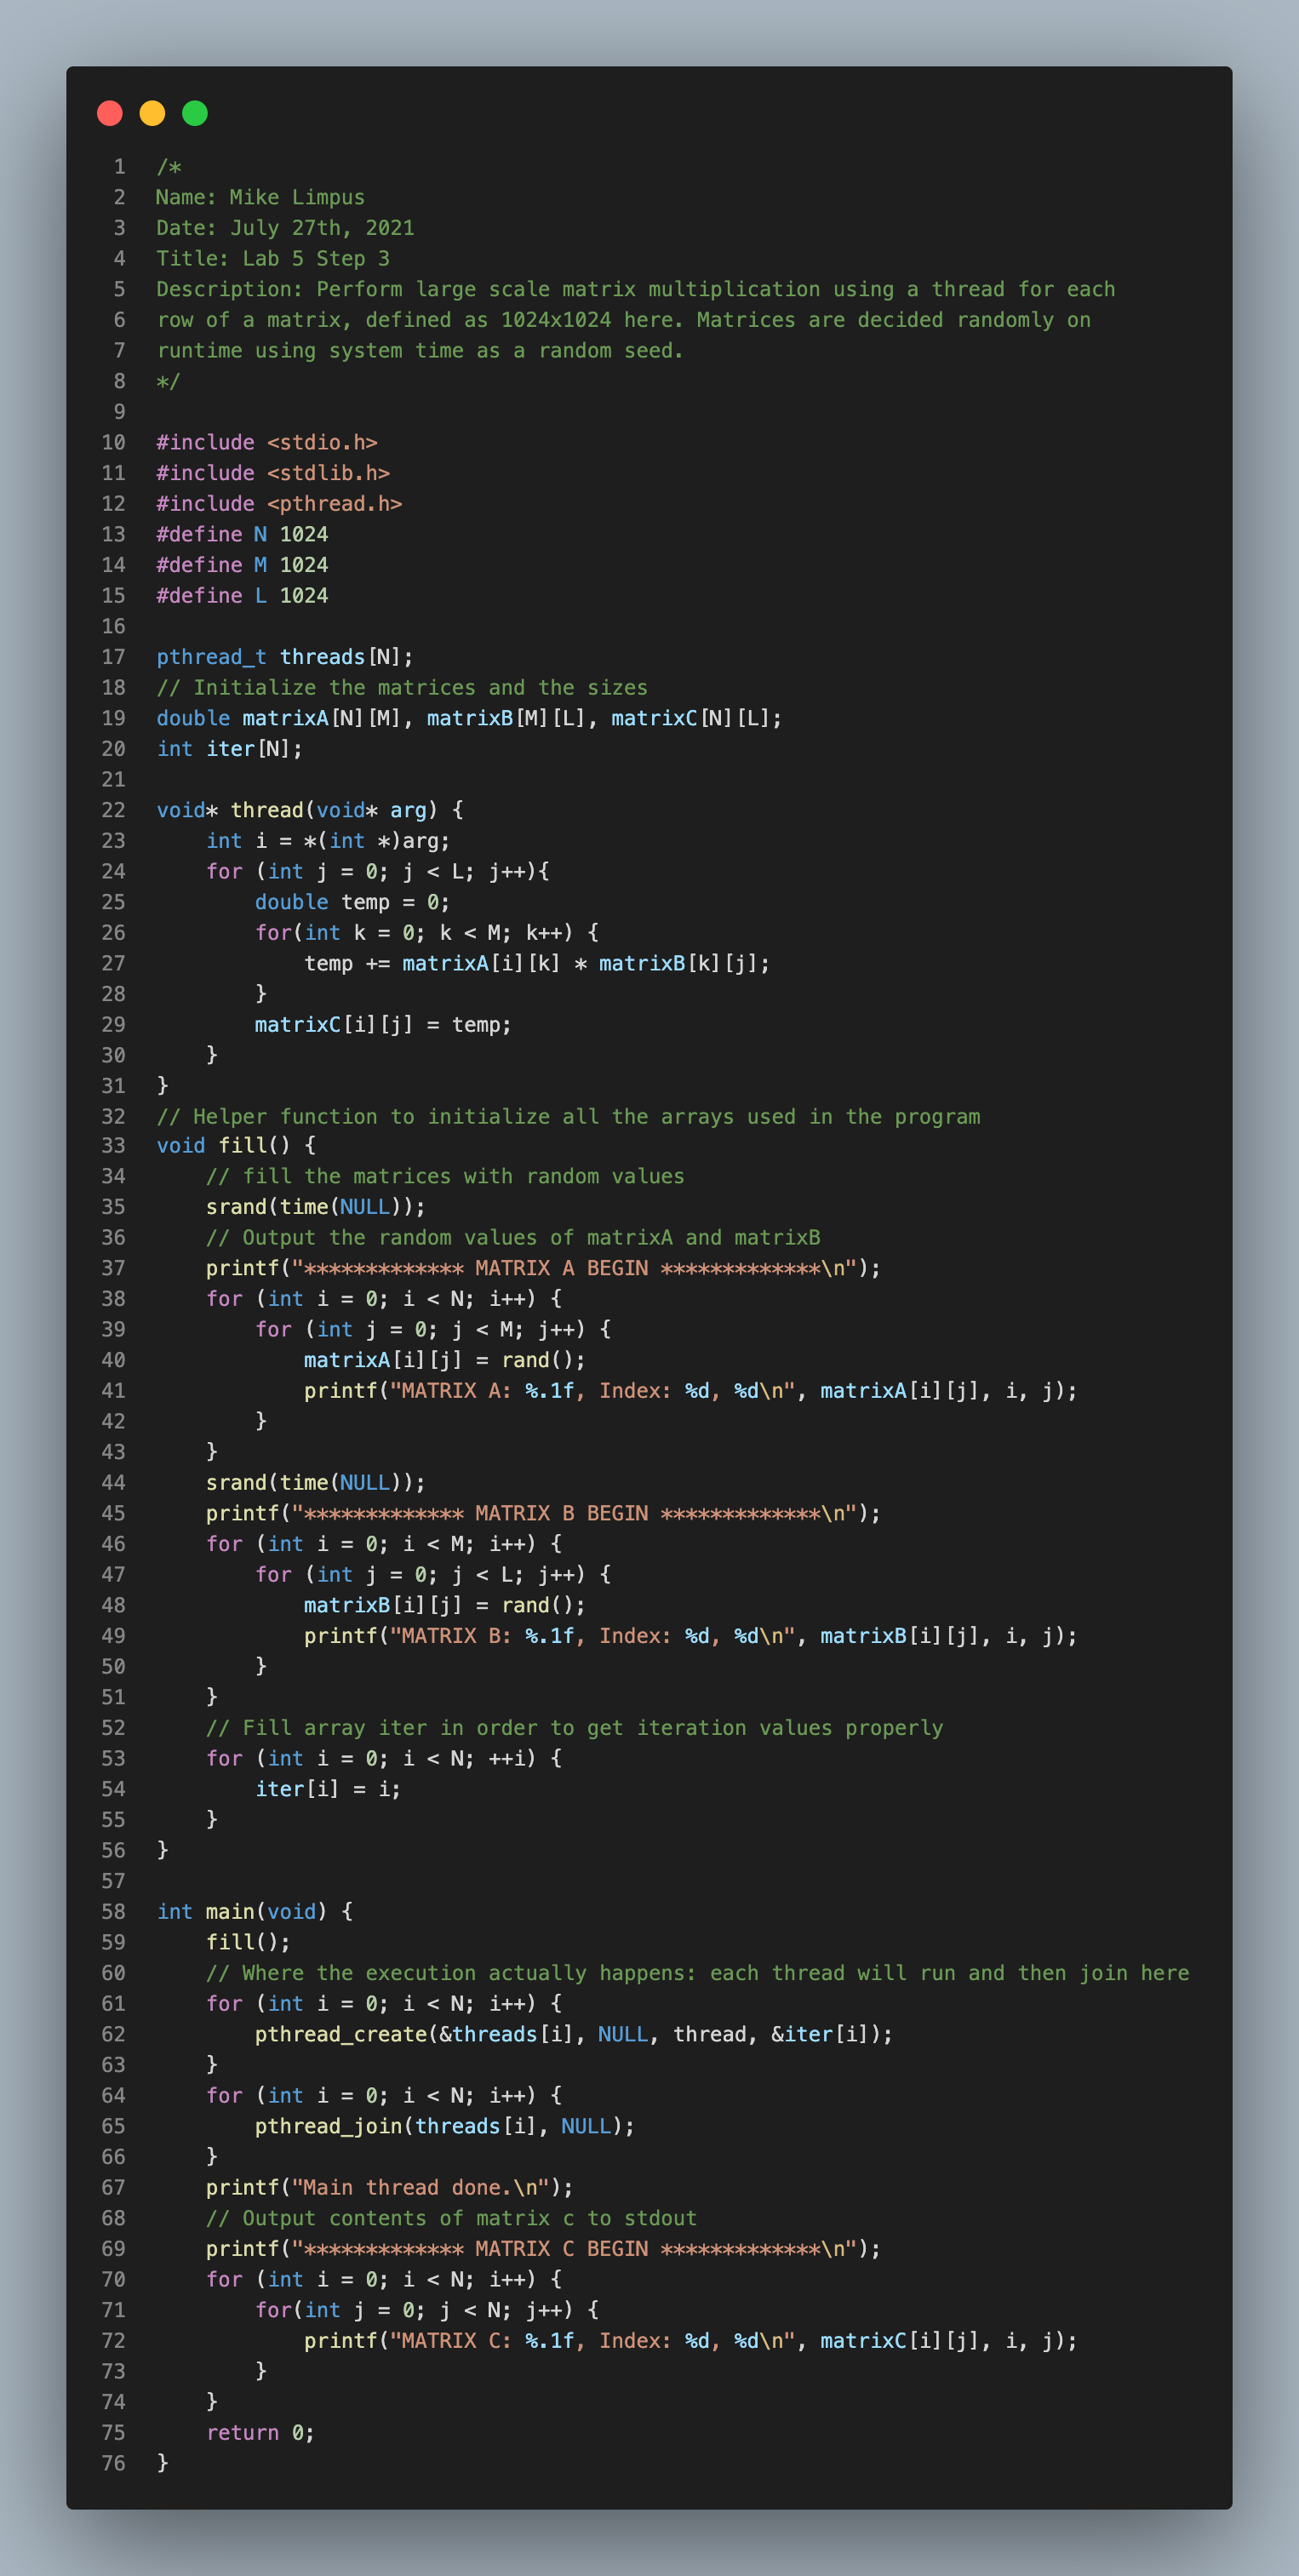 1 /*
2 Name: Mike Limpus
3 Date: July 27th, 2021
4 Title: Lab 5 Step 3
5 Description: Perform large scale matrix multiplication using a thread for each
6 row of a matrix, defined as 1024x1024 here. Matrices are decided randomly on
7 runtime using system time as a random seed.
8 */
9
10 #include <stdio.h>
11 #include <stdlib.h>
12 #include <pthread.h>
13 #define N 1024
14 #define M 1024
15 #define L 1024
16
17 pthread_t threads[N];
18 // Initialize the matrices and the sizes
19 double matrixA[N][M], matrixB[M][L], matrixC[N][L];
20 int iter[N];
21
22 void* thread(void* arg) {
23     int i = *(int *)arg;
24     for (int j = 0; j < L; j++){
25         double temp = 0;
26         for(int k = 0; k < M; k++) {
27             temp += matrixA[i][k] * matrixB[k][j];
28         }
29         matrixC[i][j] = temp;
30     }
31 }
32 // Helper function to initialize all the arrays used in the program
33 void fill() {
34     // fill the matrices with random values
35     srand(time(NULL));
36     // Output the random values of matrixA and matrixB
37     printf("************* MATRIX A BEGIN *************\n");
38     for (int i = 0; i < N; i++) {
39         for (int j = 0; j < M; j++) {
40             matrixA[i][j] = rand();
41             printf("MATRIX A: %.1f, Index: %d, %d\n", matrixA[i][j], i, j);
42         }
43     }
44     srand(time(NULL));
45     printf("************* MATRIX B BEGIN *************\n");
46     for (int i = 0; i < M; i++) {
47         for (int j = 0; j < L; j++) {
48             matrixB[i][j] = rand();
49             printf("MATRIX B: %.1f, Index: %d, %d\n", matrixB[i][j], i, j);
50         }
51     }
52     // Fill array iter in order to get iteration values properly
53     for (int i = 0; i < N; ++i) {
54         iter[i] = i;
55     }
56 }
57
58 int main(void) {
59     fill();
60     // Where the execution actually happens: each thread will run and then join here
61     for (int i = 0; i < N; i++) {
62         pthread_create(&threads[i], NULL, thread, &iter[i]);
63     }
64     for (int i = 0; i < N; i++) {
65         pthread_join(threads[i], NULL);
66     }
67     printf("Main thread done.\n");
68     // Output contents of matrix c to stdout
69     printf("************* MATRIX C BEGIN *************\n");
70     for (int i = 0; i < N; i++) {
71         for(int j = 0; j < N; j++) {
72             printf("MATRIX C: %.1f, Index: %d, %d\n", matrixC[i][j], i, j);
73         }
74     }
75     return 0;
76 }